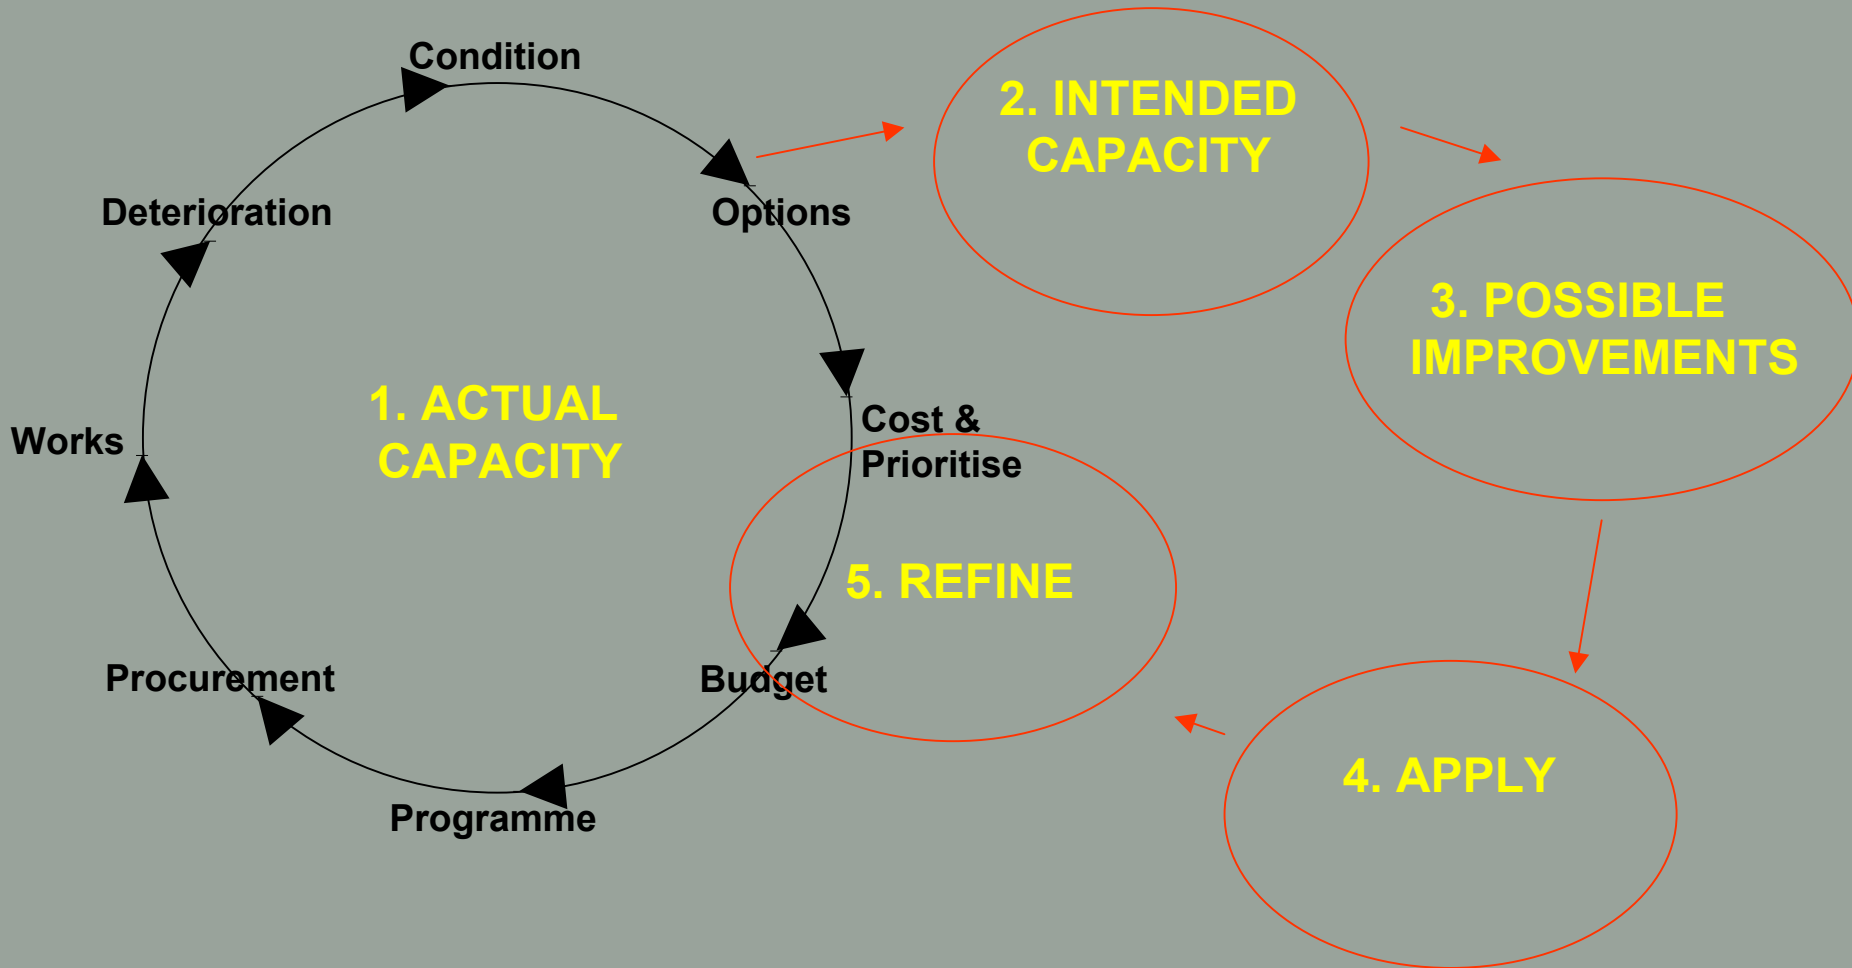 Condition
2. INTENDED
CAPACITY
Deterioration
Options
3. POSSIBLE
IMPROVEMENTS
1. ACTUAL
CAPACITY
Works
Cost &
Prioritise
5. REFINE
Procurement
Budget
4. APPLY
Programme